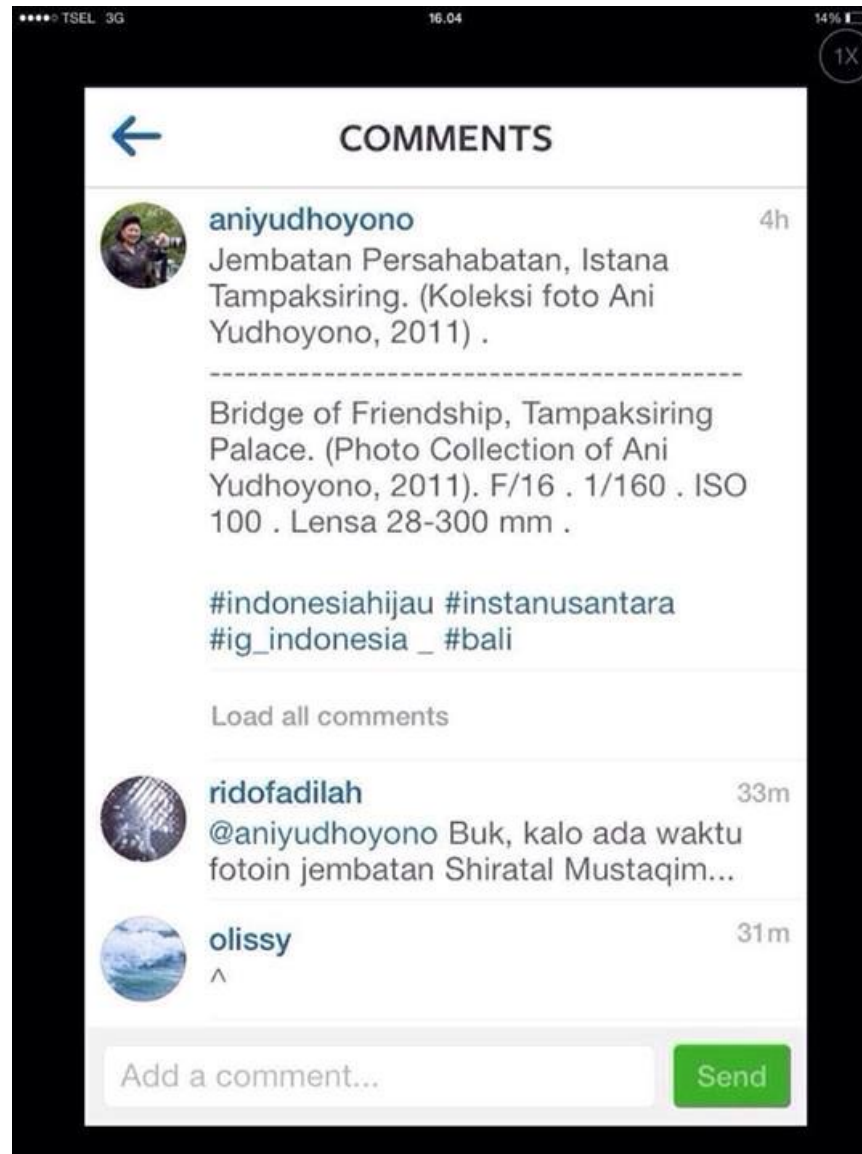 TSEL 3G 16.04 14%
1X
COMMENTS
aniyudhoyono 4h
Jembatan Persahabatan, Istana
Tampaksiring. (Koleksi foto Ani
Yudhoyono, 2011) .
------------------------------------------
Bridge of Friendship, Tampaksiring
Palace. (Photo Collection of Ani
Yudhoyono, 2011). F/16 . 1/160 . ISO
100 . Lensa 28-300 mm .
#indonesiahijau #instanusantara
#ig_indonesia _ #bali
Load all comments
ridofadilah 33m
@aniyudhoyono Buk, kalo ada waktu
fotoin jembatan Shiratal Mustaqim...
olissy 31m
^
Add a comment... Send